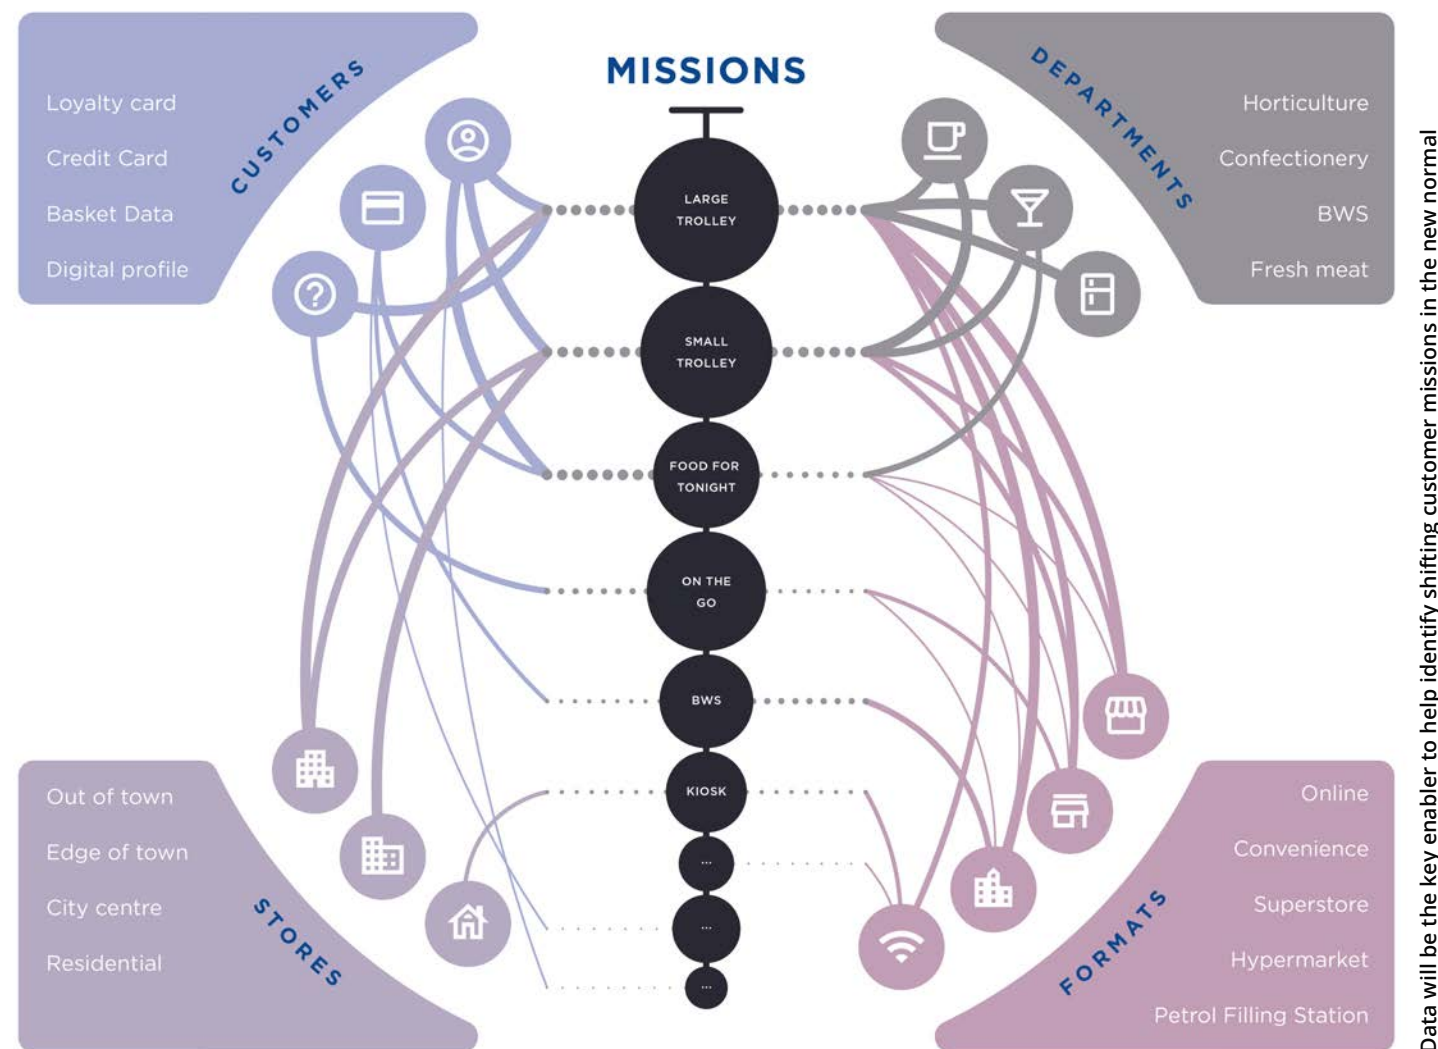 MISSIONS
CUSTOMERS
Loyalty card
Credit Card
Basket Data
Digital profile
DEPARTMENTS
Horticulture
Confectionery
BWS
Fresh meat
LARGE
TROLLEY
SMALL
TROLLEY
FOOD FOR
TONIGHT
ON THE
GO
BWS
KIOSK
...
...
...
STORES
Out of town
Edge of town
City centre
Residential
FORMATS
Online
Convenience
Superstore
Hypermarket
Petrol Filling Station
Data will be the key enabler to help identify shifting customer missions in the new normal